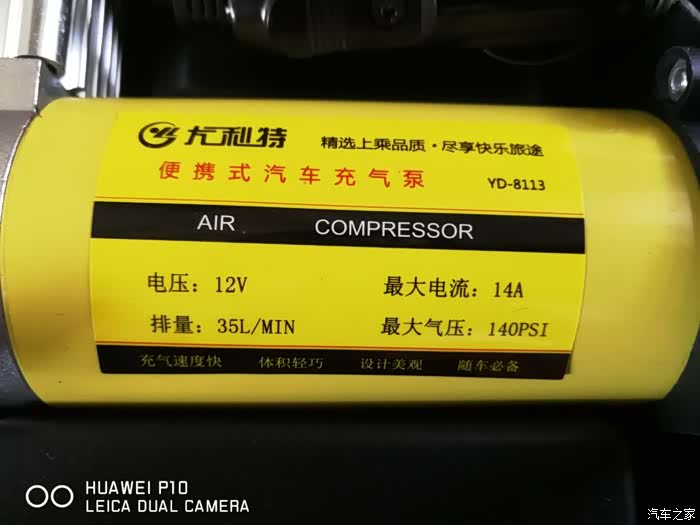 尤利特 精选上乘品质·尽享快乐旅途
便携式汽车充气泵 YD-8113
AIR COMPRESSOR
电压：12V 最大电流：14A
排量：35L/MIN 最大气压：140PSI
充气速度快 体积轻巧 设计美观 随车必备
HUAWEI P10
LEICA DUAL CAMERA
汽车之家